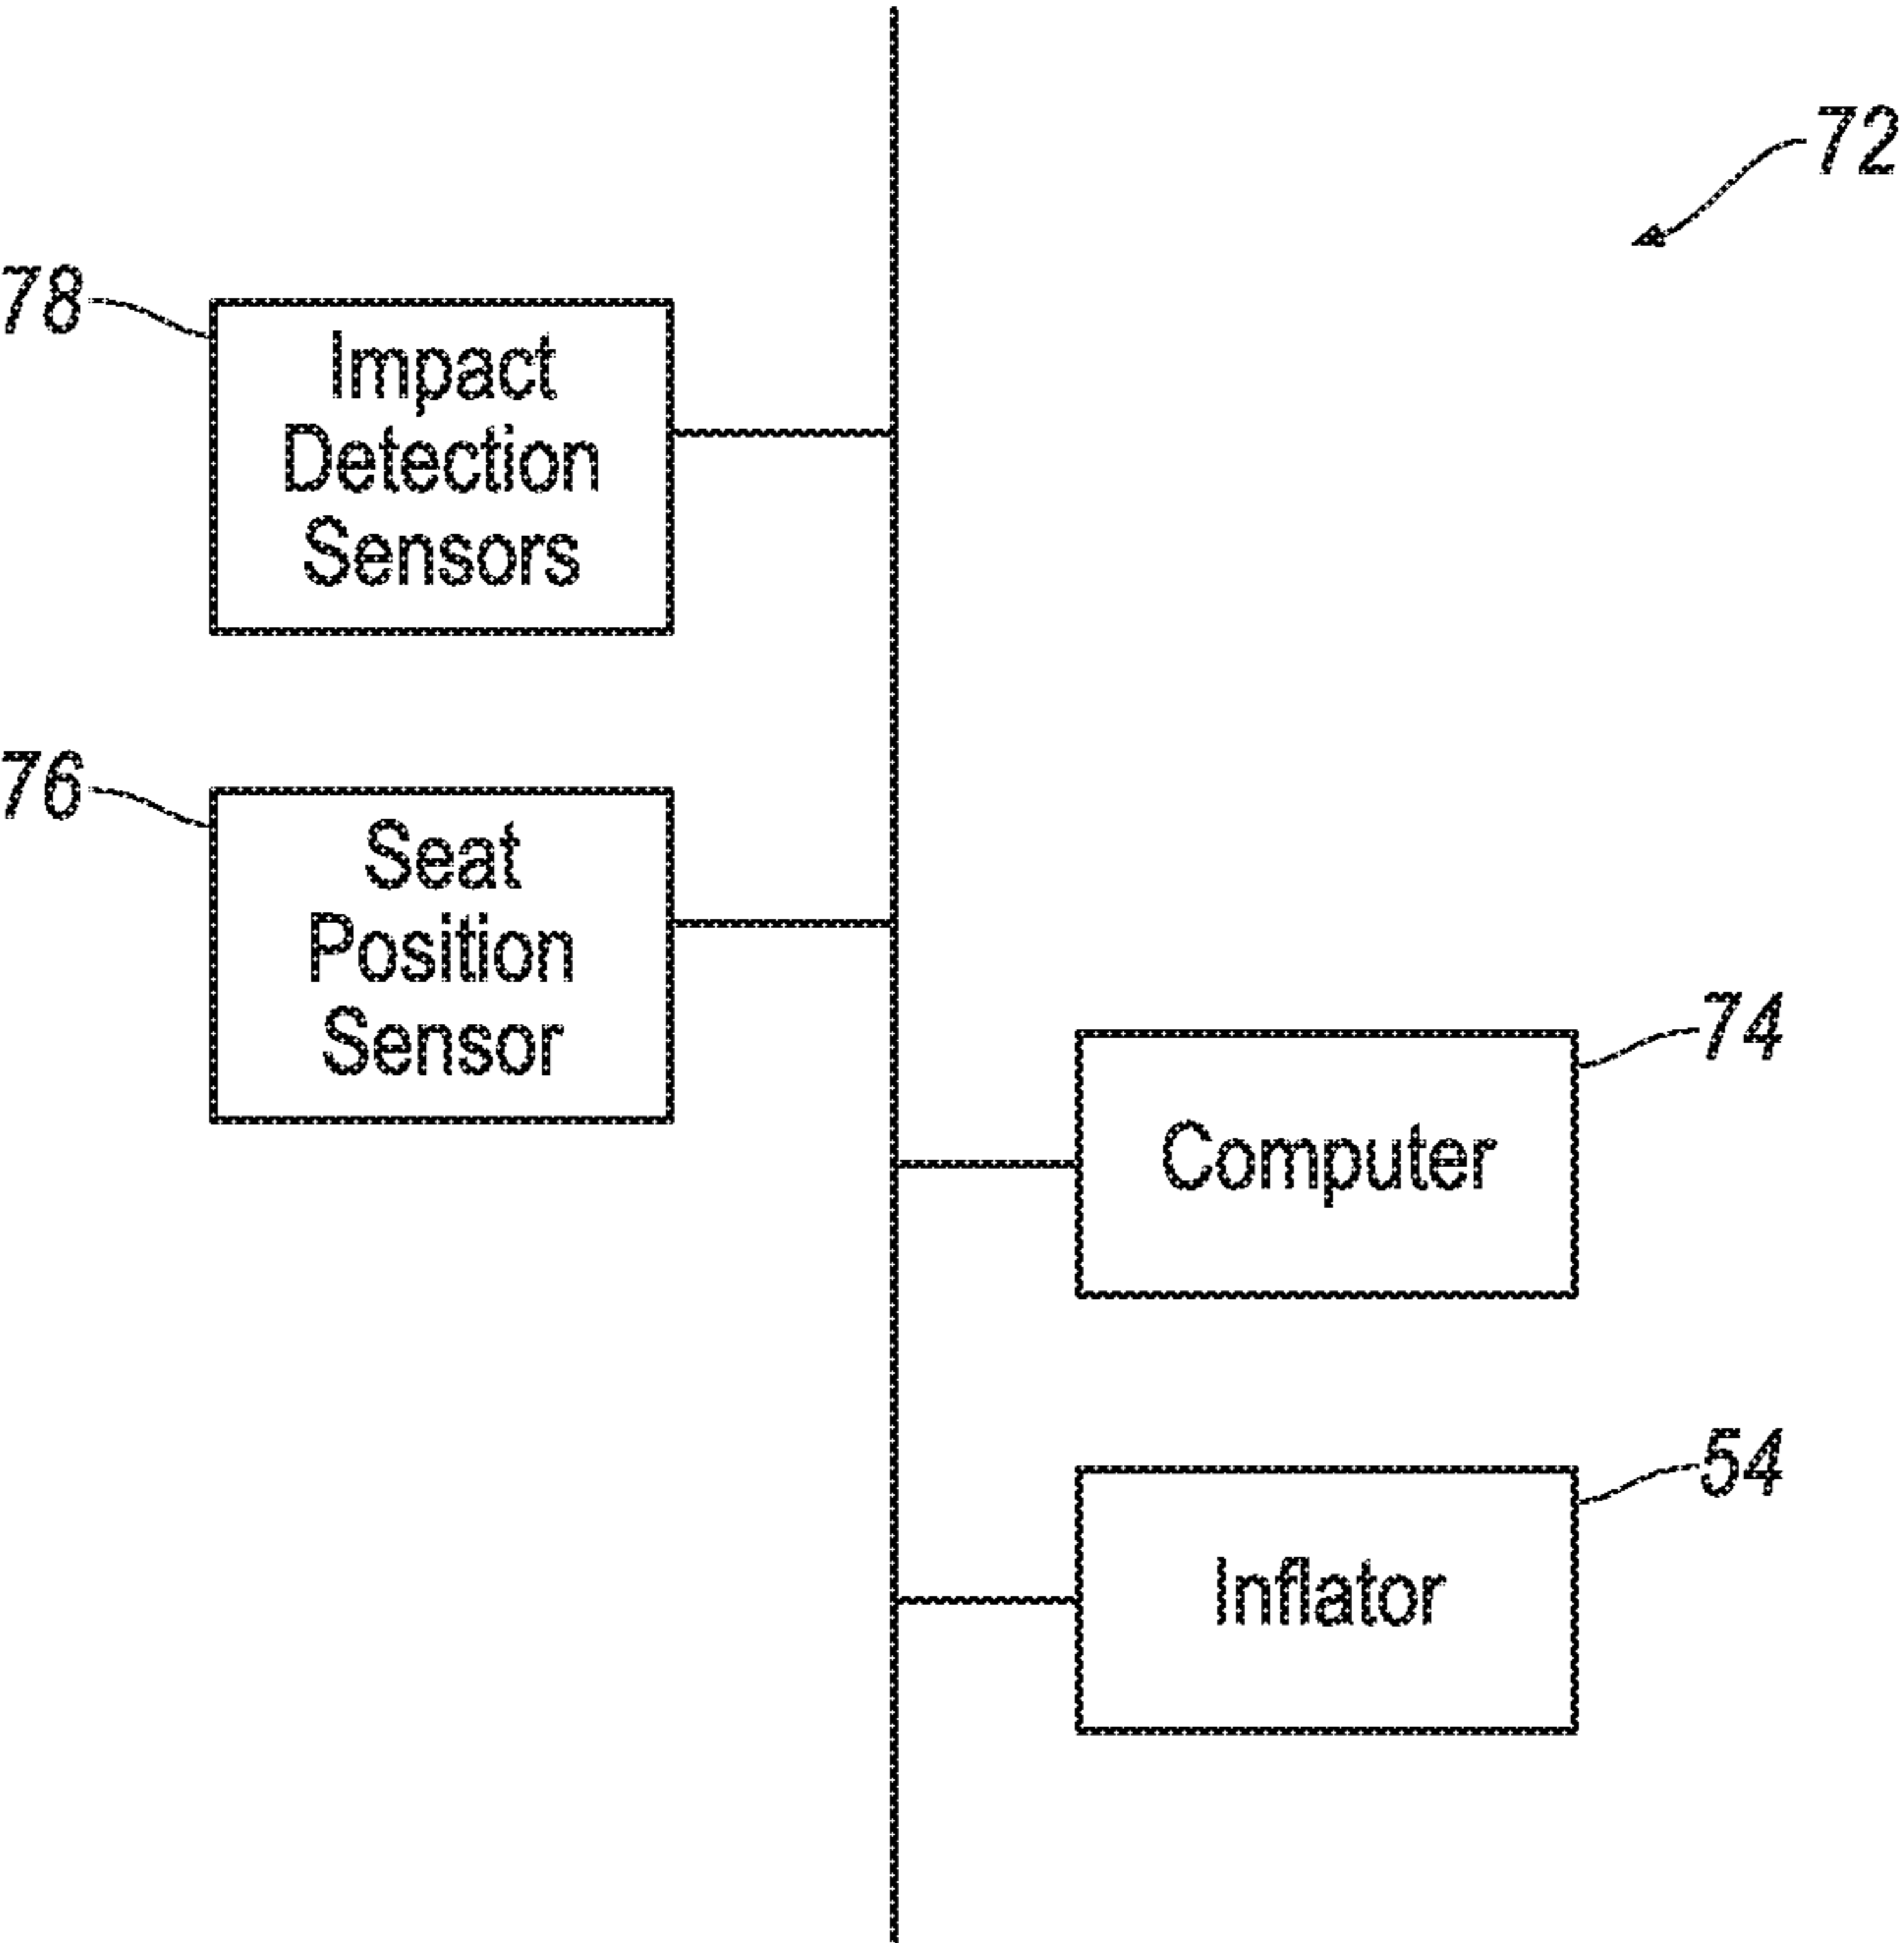 72
78
Impact
Detection
Sensors
76
Seat
Position
Sensor
74
Computer
54
Inflator